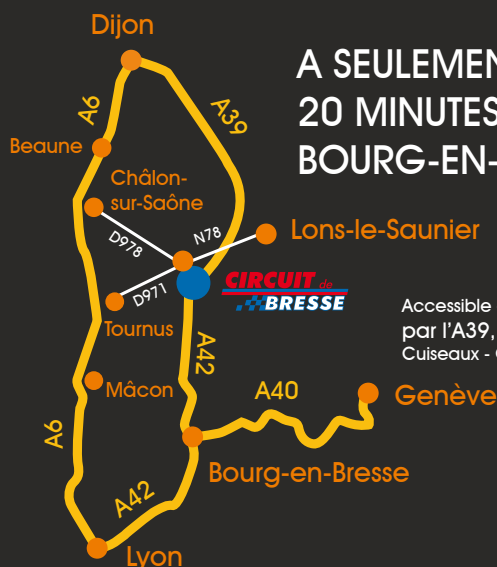 Dijon
A SEULEMEN
20 MINUTES
BOURG-EN-
A6
A39
Beaune
Châlon-
sur-Saône
D978
N78
Lons-le-Saunier
CIRCUIT de
BRESSE
D971
Tournus
Accessible
par l'A39,
Cuiseaux -
A42
Mâcon
A40
Genève
A6
Bourg-en-Bresse
A42
Lyon